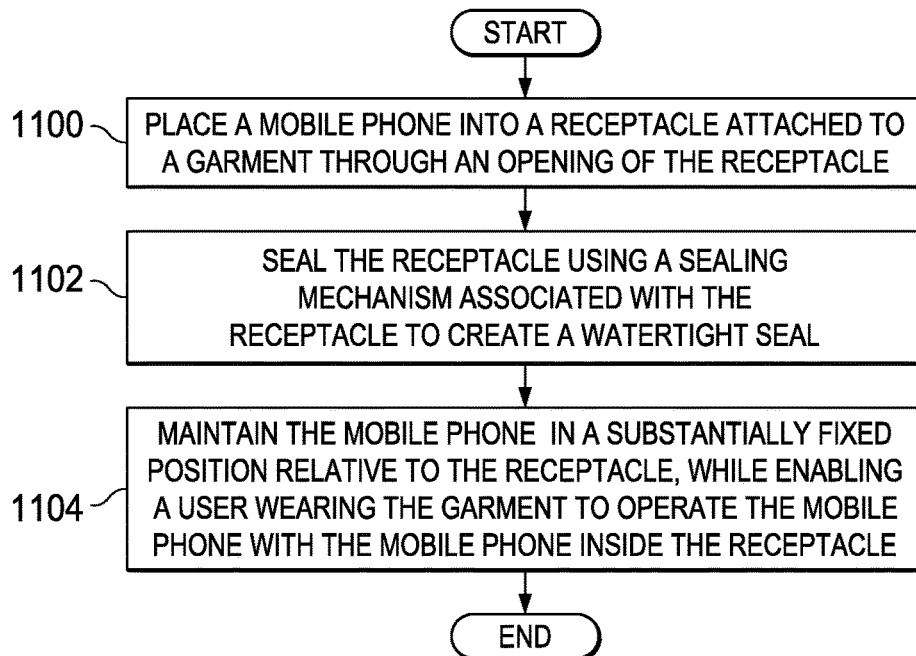 START
1100
PLACE A MOBILE PHONE INTO A RECEPTACLE ATTACHED TO
A GARMENT THROUGH AN OPENING OF THE RECEPTACLE
1102
SEAL THE RECEPTACLE USING A SEALING
MECHANISM ASSOCIATED WITH THE
RECEPTACLE TO CREATE A WATERTIGHT SEAL
1104
MAINTAIN THE MOBILE PHONE IN A SUBSTANTIALLY FIXED
POSITION RELATIVE TO THE RECEPTACLE, WHILE ENABLING
A USER WEARING THE GARMENT TO OPERATE THE MOBILE
PHONE WITH THE MOBILE PHONE INSIDE THE RECEPTACLE
END